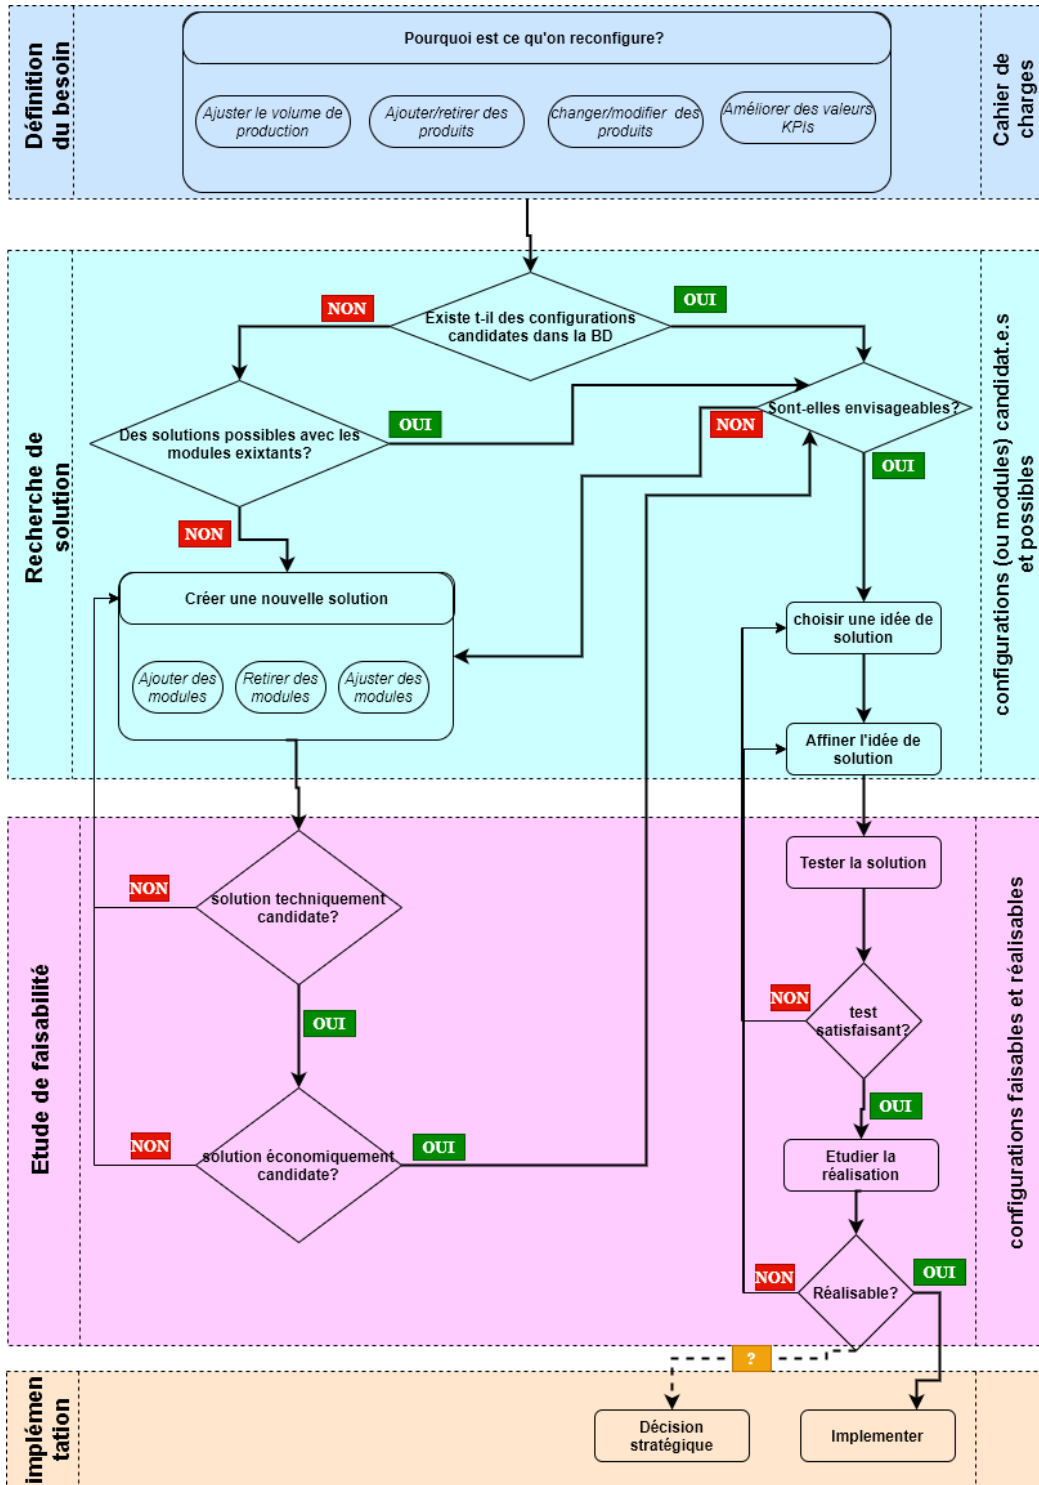 Définition
du besoin
Pourquoi est ce qu'on reconfigure?
Ajuster le volume de
production
Ajouter/retirer des
produits
changer/modifier des
produits
Améliorer des valeurs
KPIs
Cahier de
charges
Recherche de
solution
Existe t-il des configurations
candidates dans la BD
NON
OUI
Des solutions possibles avec les
modules exixtants?
OUI
NON
Sont-elles envisageables?
NON
OUI
Créer une nouvelle solution
Ajouter des
modules
Retirer des
modules
Ajuster des
modules
choisir une idée de
solution
Affiner l'idée de
solution
configurations (ou modules) candidat.e.s
et possibles
Etude de faisabilité
solution techniquement
candidate?
NON
OUI
solution économiquement
candidate?
NON
OUI
Tester la solution
test
satisfaisant?
NON
OUI
Etudier la
réalisation
Réalisable?
NON
OUI
?
configurations faisables et réalisables
implémen
tation
Décision
stratégique
Implementer